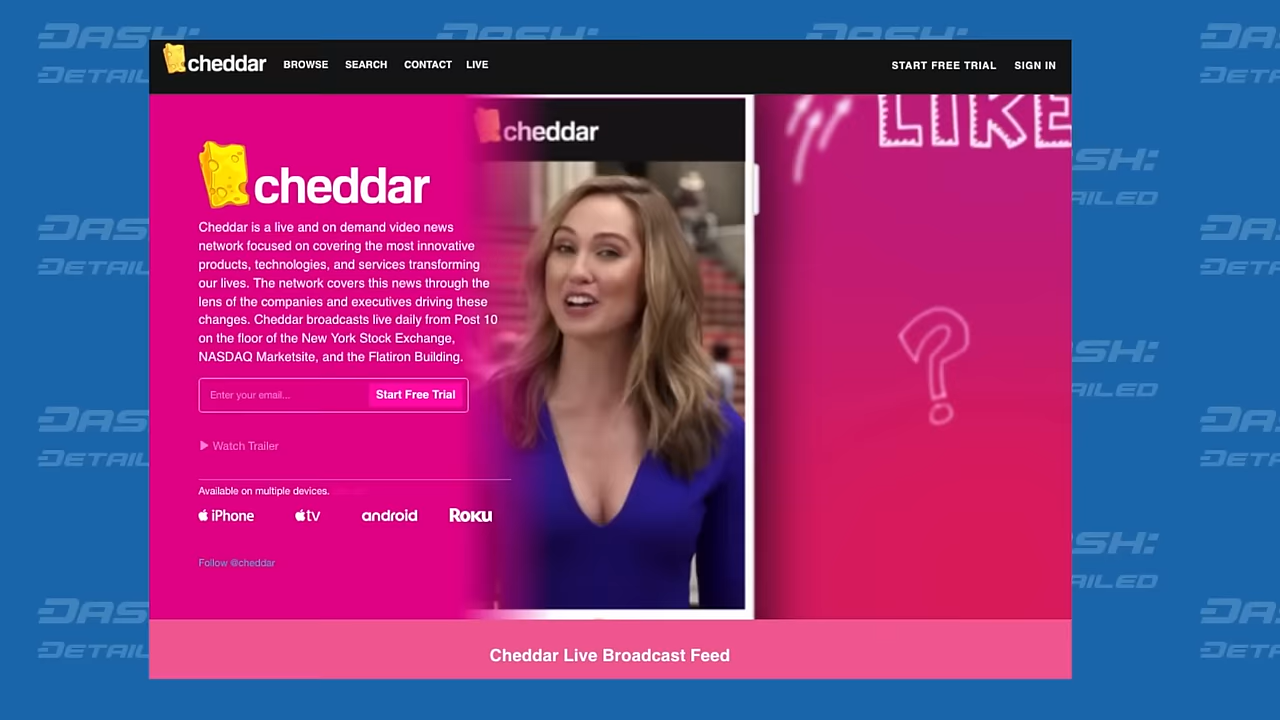 DASH:
DETAILED
cheddar
BROWSE
SEARCH
CONTACT
LIVE
START FREE TRIAL
SIGN IN
cheddar
LIKE
cheddar
Cheddar is a live and on demand video news
network focused on covering the most innovative
products, technologies, and services transforming
our lives. The network covers this news through the
lens of the companies and executives driving these
changes. Cheddar broadcasts live daily from Post 10
on the floor of the New York Stock Exchange,
NASDAQ Marketsite, and the Flatiron Building.
Enter your email...
Start Free Trial
?
Watch Trailer
Available on multiple devices.
iPhone
tv
android
ROKU
Follow @cheddar
Cheddar Live Broadcast Feed